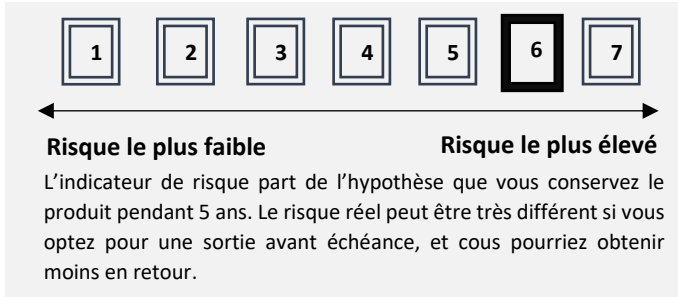 1 2 3 4 5 6 7
Risque le plus faible Risque le plus élevé
L’indicateur de risque part de l’hypothèse que vous conservez le
produit pendant 5 ans. Le risque réel peut être très différent si vous
optez pour une sortie avant échéance, et cous pourriez obtenir
moins en retour.